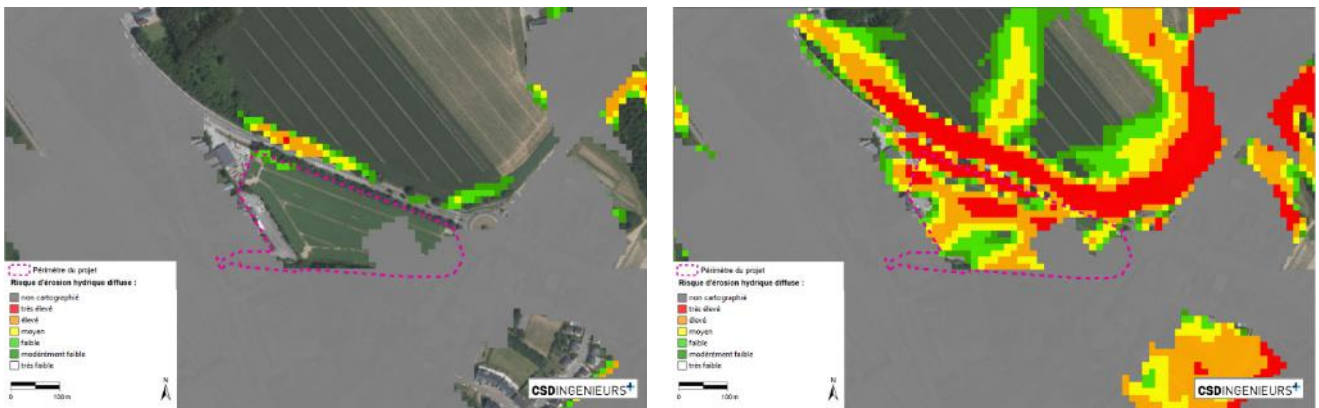 Périmètre du projet
Risque d'érosion hydrique diffuse :
non cartographié
très élevé
élevé
moyen
faible
modérément faible
très faible
0 100 m
N
CSDINGENIEURS+
Périmètre du projet
Risque d'érosion hydrique diffuse :
non cartographié
très élevé
élevé
moyen
faible
modérément faible
très faible
0 100 m
N
CSDINGENIEURS+